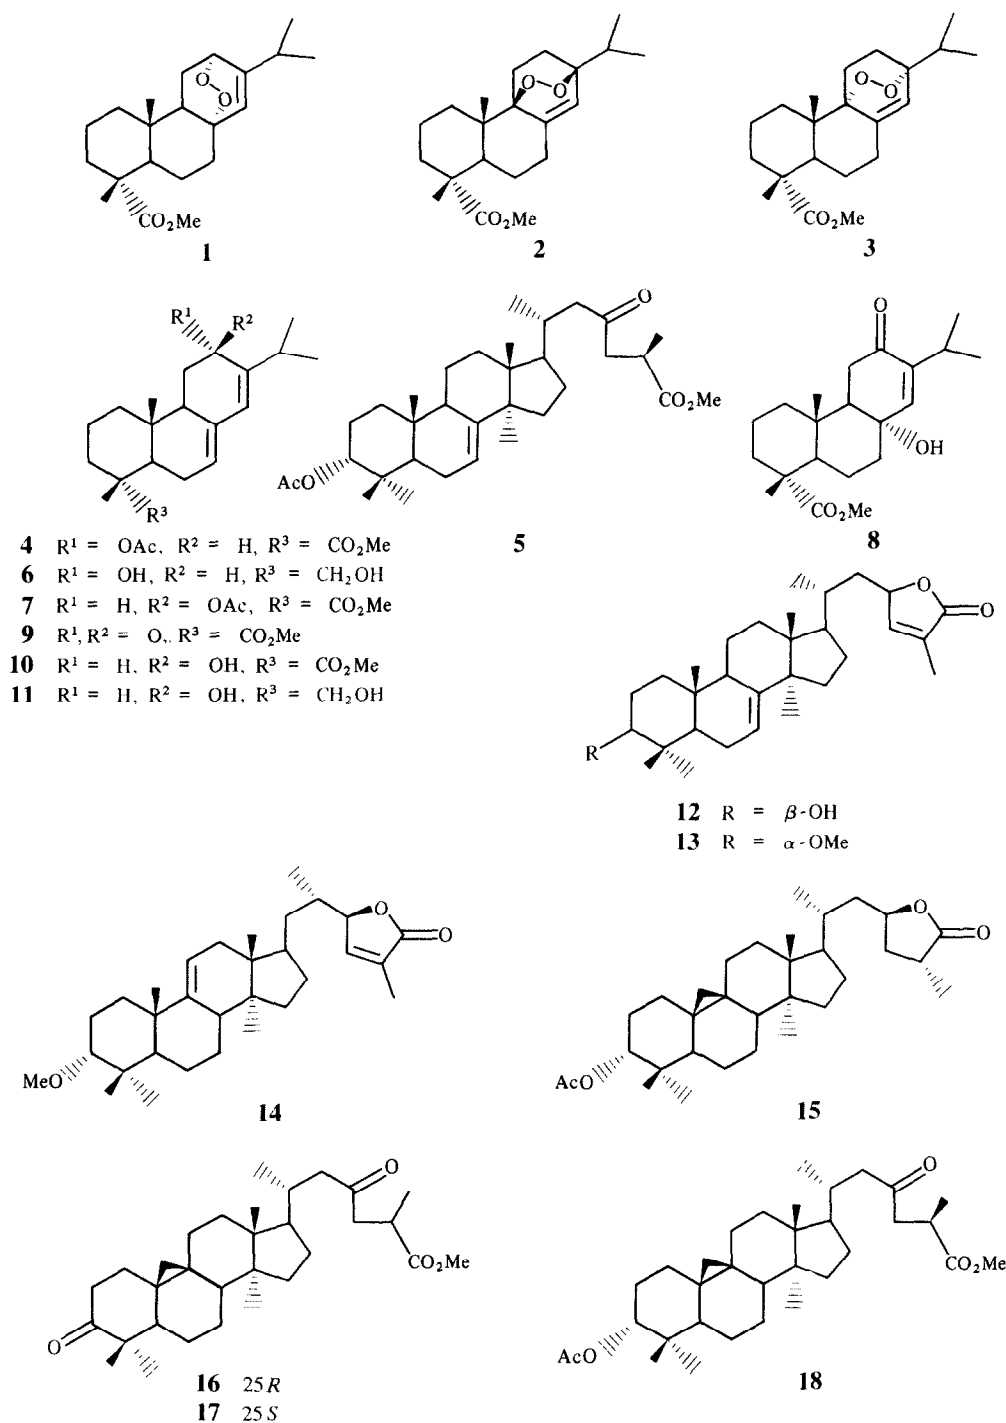 O
O
O
O
O
O
CO₂Me
CO₂Me
CO₂Me
1
2
3
R¹
R²
R³
O
CO₂Me
AcO
O
OH
CO₂Me
4 R¹ = OAc, R² = H, R³ = CO₂Me
5
8
6 R¹ = OH, R² = H, R³ = CH₂OH
7 R¹ = H, R² = OAc, R³ = CO₂Me
9 R¹, R² = O, R³ = CO₂Me
10 R¹ = H, R² = OH, R³ = CO₂Me
11 R¹ = H, R² = OH, R³ = CH₂OH
O
O
R
12 R = β-OH
13 R = α-OMe
O
O
MeO
14
O
O
AcO
15
O
CO₂Me
O
16 25R
17 25S
O
CO₂Me
AcO
18